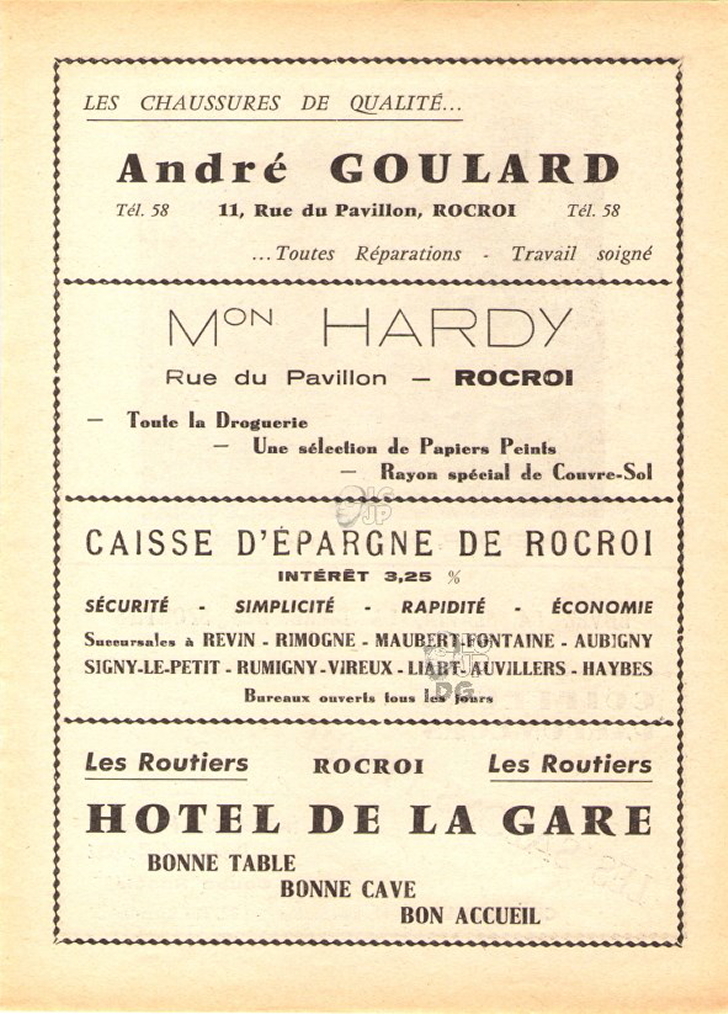 LES CHAUSSURES DE QUALITÉ...
André GOULARD
Tél. 58 11, Rue du Pavillon, ROCROI Tél. 58
...Toutes Réparations - Travail soigné
MON HARDY
Rue du Pavillon — ROCROI
— Toute la Droguerie
— Une sélection de Papiers Peints
— Rayon spécial de Couvre-Sol
CAISSE D'ÉPARGNE DE ROCROI
INTÉRÊT 3,25 %
SÉCURITÉ - SIMPLICITÉ - RAPIDITÉ - ÉCONOMIE
Succursales à REVIN - RIMOGNE - MAUBERT-FONTAINE - AUBIGNY
SIGNY-LE-PETIT - RUMIGNY - VIREUX - LIART - AUVILLERS - HAYBES
Bureaux ouverts tous les jours
Les Routiers ROCROI Les Routiers
HOTEL DE LA GARE
BONNE TABLE
BONNE CAVE
BON ACCUEIL